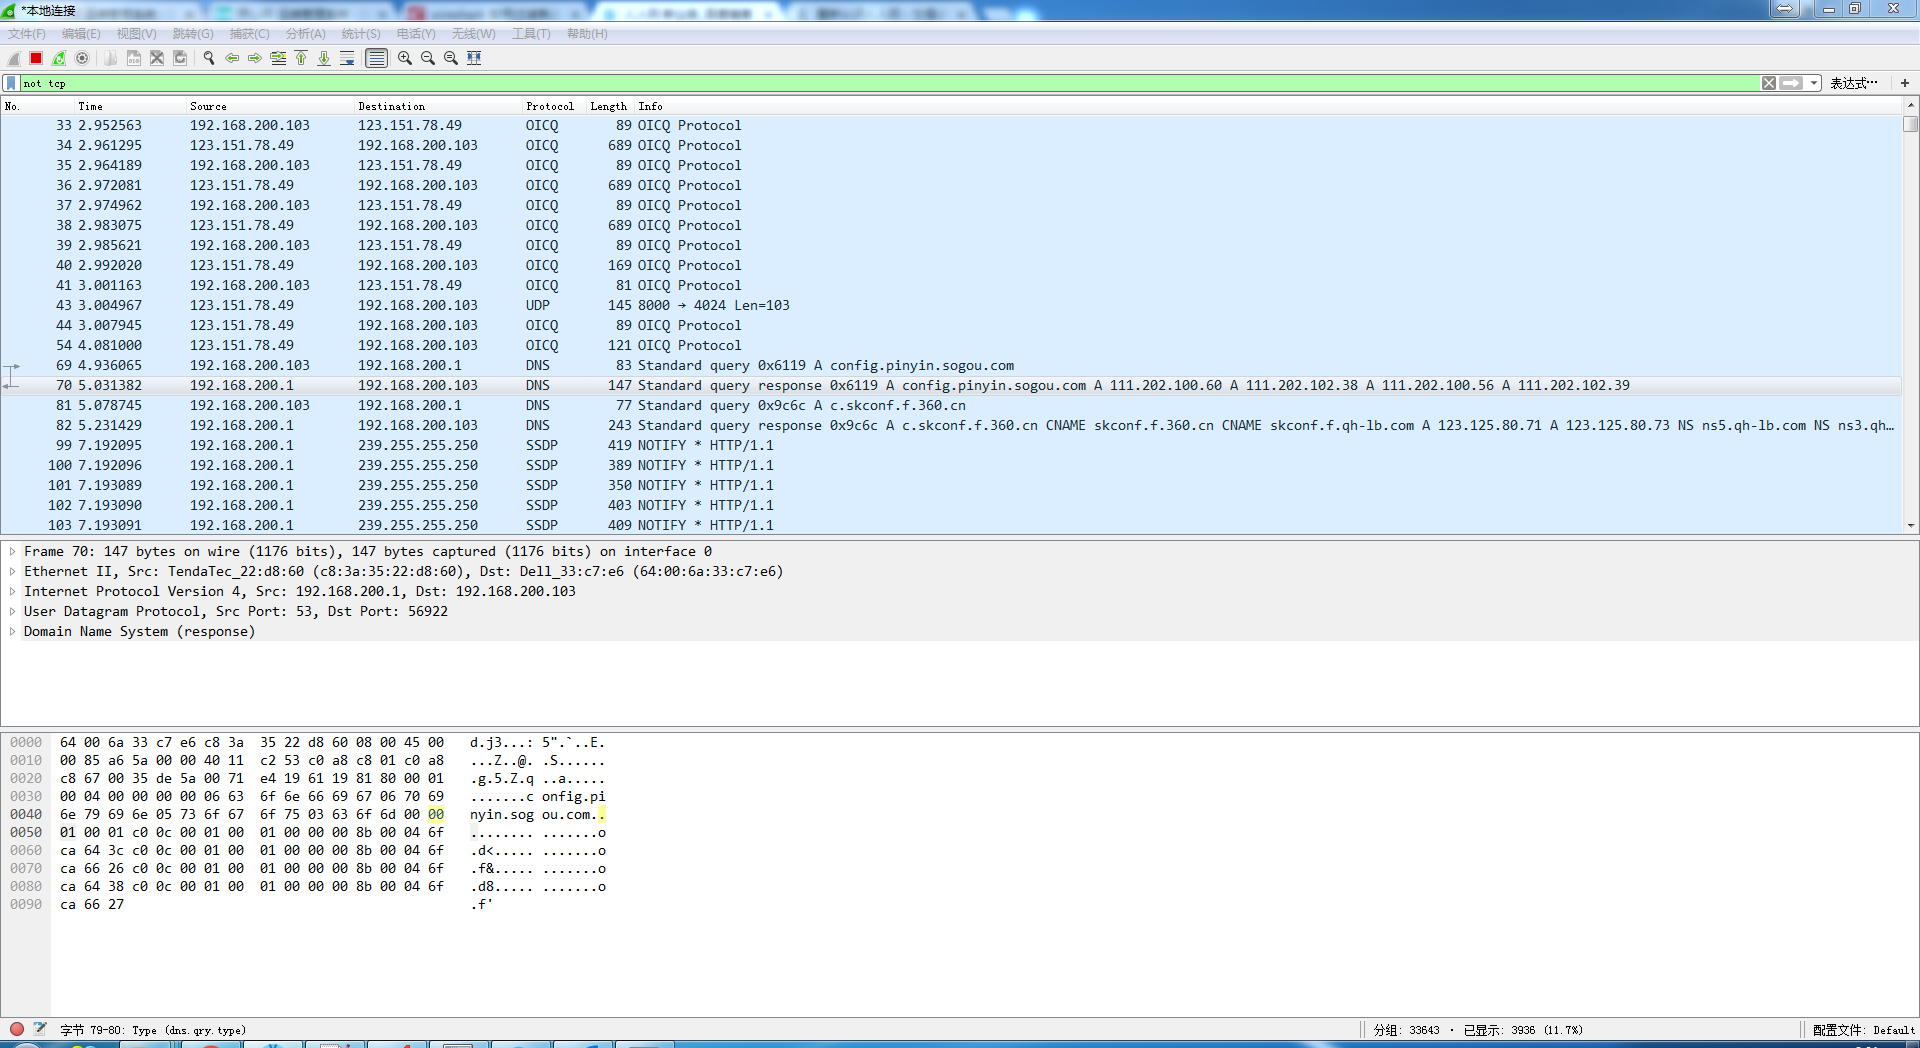 *本地连接
文件(F) 编辑(E) 视图(V) 跳转(G) 捕获(C) 分析(A) 统计(S) 电话(Y) 无线(W) 工具(T) 帮助(H)
not tcp 表达式… +
No. Time Source Destination Protocol Length Info
33 2.952563 192.168.200.103 123.151.78.49 OICQ 89 OICQ Protocol
34 2.961295 123.151.78.49 192.168.200.103 OICQ 689 OICQ Protocol
35 2.964189 192.168.200.103 123.151.78.49 OICQ 89 OICQ Protocol
36 2.972081 123.151.78.49 192.168.200.103 OICQ 689 OICQ Protocol
37 2.974962 192.168.200.103 123.151.78.49 OICQ 89 OICQ Protocol
38 2.983075 123.151.78.49 192.168.200.103 OICQ 689 OICQ Protocol
39 2.985621 192.168.200.103 123.151.78.49 OICQ 89 OICQ Protocol
40 2.992020 123.151.78.49 192.168.200.103 OICQ 169 OICQ Protocol
41 3.001163 192.168.200.103 123.151.78.49 OICQ 81 OICQ Protocol
43 3.004967 123.151.78.49 192.168.200.103 UDP 145 8000 → 4024 Len=103
44 3.007945 123.151.78.49 192.168.200.103 OICQ 89 OICQ Protocol
54 4.081000 123.151.78.49 192.168.200.103 OICQ 121 OICQ Protocol
69 4.936065 192.168.200.103 192.168.200.1 DNS 83 Standard query 0x6119 A config.pinyin.sogou.com
70 5.031382 192.168.200.1 192.168.200.103 DNS 147 Standard query response 0x6119 A config.pinyin.sogou.com A 111.202.100.60 A 111.202.102.38 A 111.202.100.56 A 111.202.102.39
81 5.078745 192.168.200.103 192.168.200.1 DNS 77 Standard query 0x9c6c A c.skconf.f.360.cn
82 5.231429 192.168.200.1 192.168.200.103 DNS 243 Standard query response 0x9c6c A c.skconf.f.360.cn CNAME skconf.f.360.cn CNAME skconf.f.qh-lb.com A 123.125.80.71 A 123.125.80.73 NS ns5.qh-lb.com NS ns3.qh…
99 7.192095 192.168.200.1 239.255.255.250 SSDP 419 NOTIFY * HTTP/1.1
100 7.192096 192.168.200.1 239.255.255.250 SSDP 389 NOTIFY * HTTP/1.1
101 7.193089 192.168.200.1 239.255.255.250 SSDP 350 NOTIFY * HTTP/1.1
102 7.193090 192.168.200.1 239.255.255.250 SSDP 403 NOTIFY * HTTP/1.1
103 7.193091 192.168.200.1 239.255.255.250 SSDP 409 NOTIFY * HTTP/1.1
Frame 70: 147 bytes on wire (1176 bits), 147 bytes captured (1176 bits) on interface 0
Ethernet II, Src: TendaTec_22:d8:60 (c8:3a:35:22:d8:60), Dst: Dell_33:c7:e6 (64:00:6a:33:c7:e6)
Internet Protocol Version 4, Src: 192.168.200.1, Dst: 192.168.200.103
User Datagram Protocol, Src Port: 53, Dst Port: 56922
Domain Name System (response)
0000 64 00 6a 33 c7 e6 c8 3a 35 22 d8 60 08 00 45 00 d.j3...: 5".`..E.
0010 00 85 a6 5a 00 00 40 11 c2 53 c0 a8 c8 01 c0 a8 ...Z..@. .S......
0020 c8 67 00 35 de 5a 00 71 e4 19 61 19 81 80 00 01 .g.5.Z.q ..a.....
0030 00 04 00 00 00 00 06 63 6f 6e 66 69 67 06 70 69 .......c onfig.pi
0040 6e 79 69 6e 05 73 6f 67 6f 75 03 63 6f 6d 00 00 nyin.sog ou.com..
0050 01 00 01 c0 0c 00 01 00 01 00 00 00 8b 00 04 6f ........ .......o
0060 ca 64 3c c0 0c 00 01 00 01 00 00 00 8b 00 04 6f .d<..... .......o
0070 ca 66 26 c0 0c 00 01 00 01 00 00 00 8b 00 04 6f .f&..... .......o
0080 ca 64 38 c0 0c 00 01 00 01 00 00 00 8b 00 04 6f .d8..... .......o
0090 ca 66 27 .f'
字节 79-80: Type (dns.qry.type) 分组: 33643 · 已显示: 3936 (11.7%) 配置文件: Default